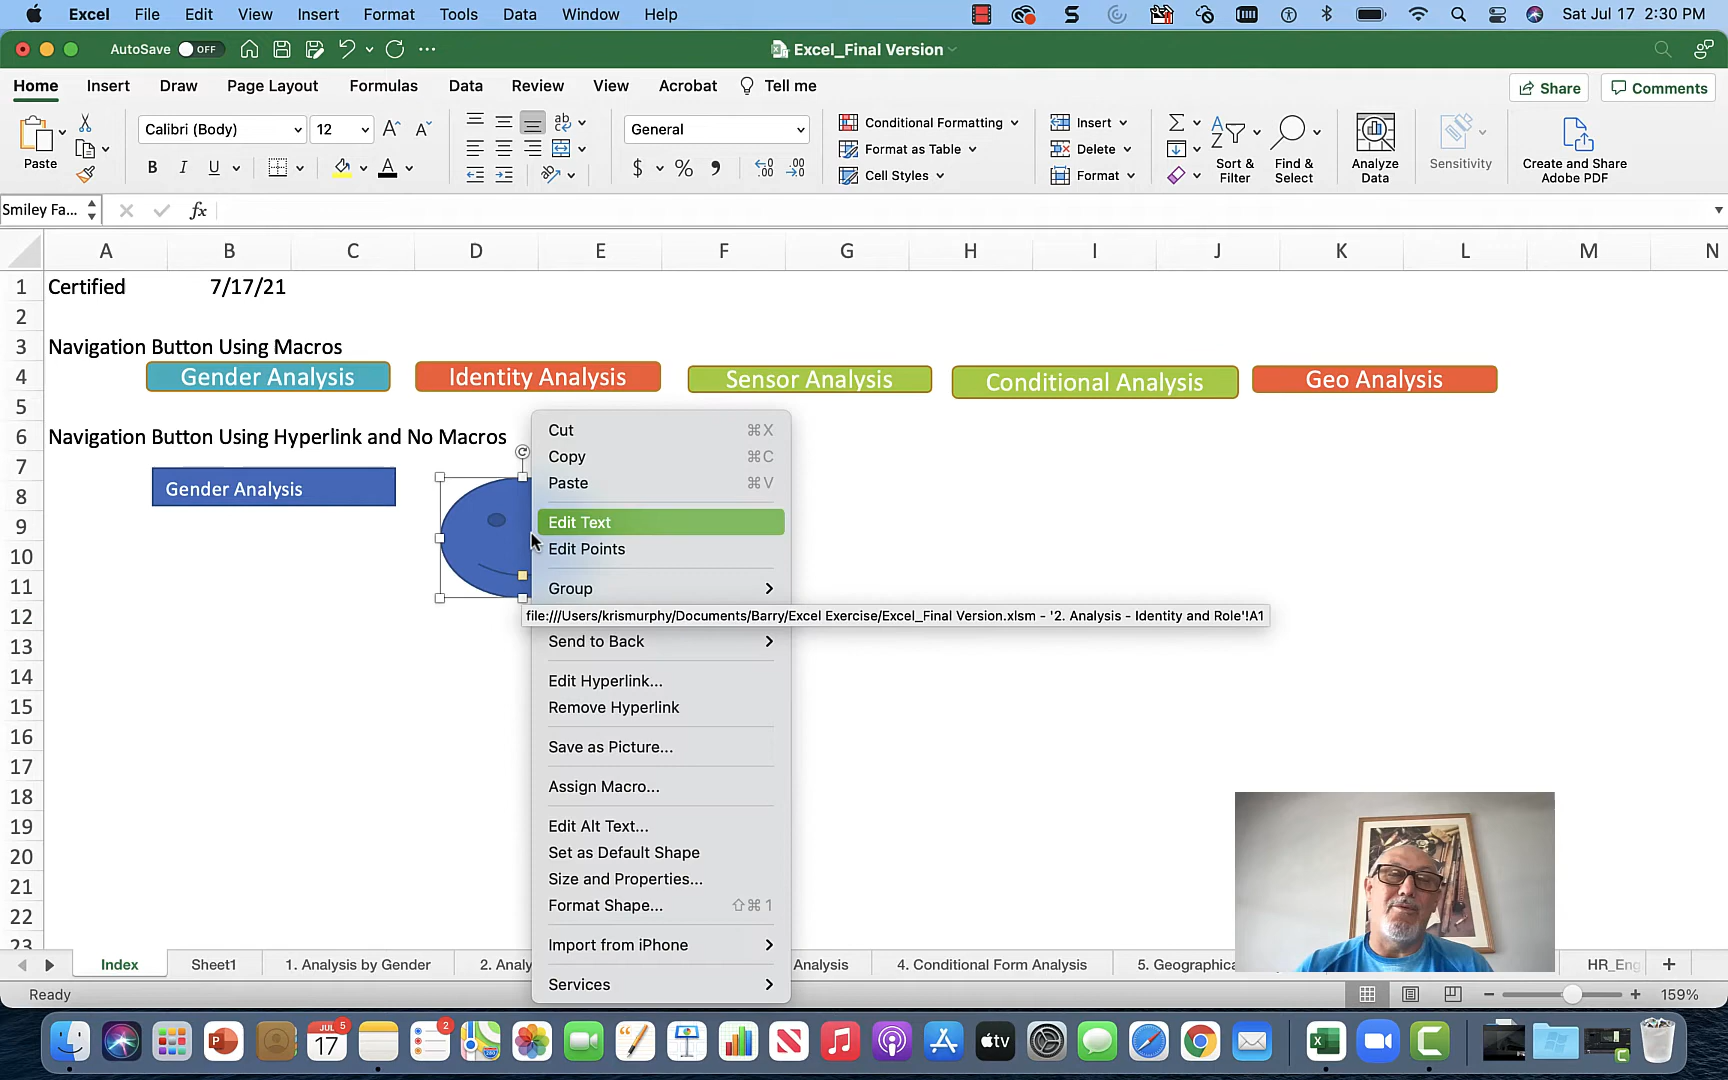 Excel File Edit View Insert Format Tools Data Window Help Sat Jul 17 2:30 PM
AutoSave OFF Excel_Final Version
Home Insert Draw Page Layout Formulas Data Review View Acrobat Tell me Share Comments
Paste
Calibri (Body) 12
B I U
General
$ %
Conditional Formatting
Format as Table
Cell Styles
Insert
Delete
Format
Sort & Filter
Find & Select
Analyze Data
Sensitivity
Create and Share Adobe PDF
Smiley Fa... fx
A B C D E F G H I J K L M N
1 Certified 7/17/21
2
3 Navigation Button Using Macros
4 Gender Analysis Identity Analysis Sensor Analysis Conditional Analysis Geo Analysis
5
6 Navigation Button Using Hyperlink and No Macros
7
8 Gender Analysis
9
10
11
12
13
14
15
16
17
18
19
20
21
22
23
Cut ⌘X
Copy ⌘C
Paste ⌘V
Edit Text
Edit Points
Group
file:///Users/krismurphy/Documents/Barry/Excel Exercise/Excel_Final Version.xlsm - '2. Analysis - Identity and Role'!A1
Send to Back
Edit Hyperlink...
Remove Hyperlink
Save as Picture...
Assign Macro...
Edit Alt Text...
Set as Default Shape
Size and Properties...
Format Shape... ⇧⌘1
Import from iPhone
Services
Index Sheet1 1. Analysis by Gender 2. Analy Analysis 4. Conditional Form Analysis 5. Geographica HR_Eng
Ready 159%
JUL 17 5 2
tv